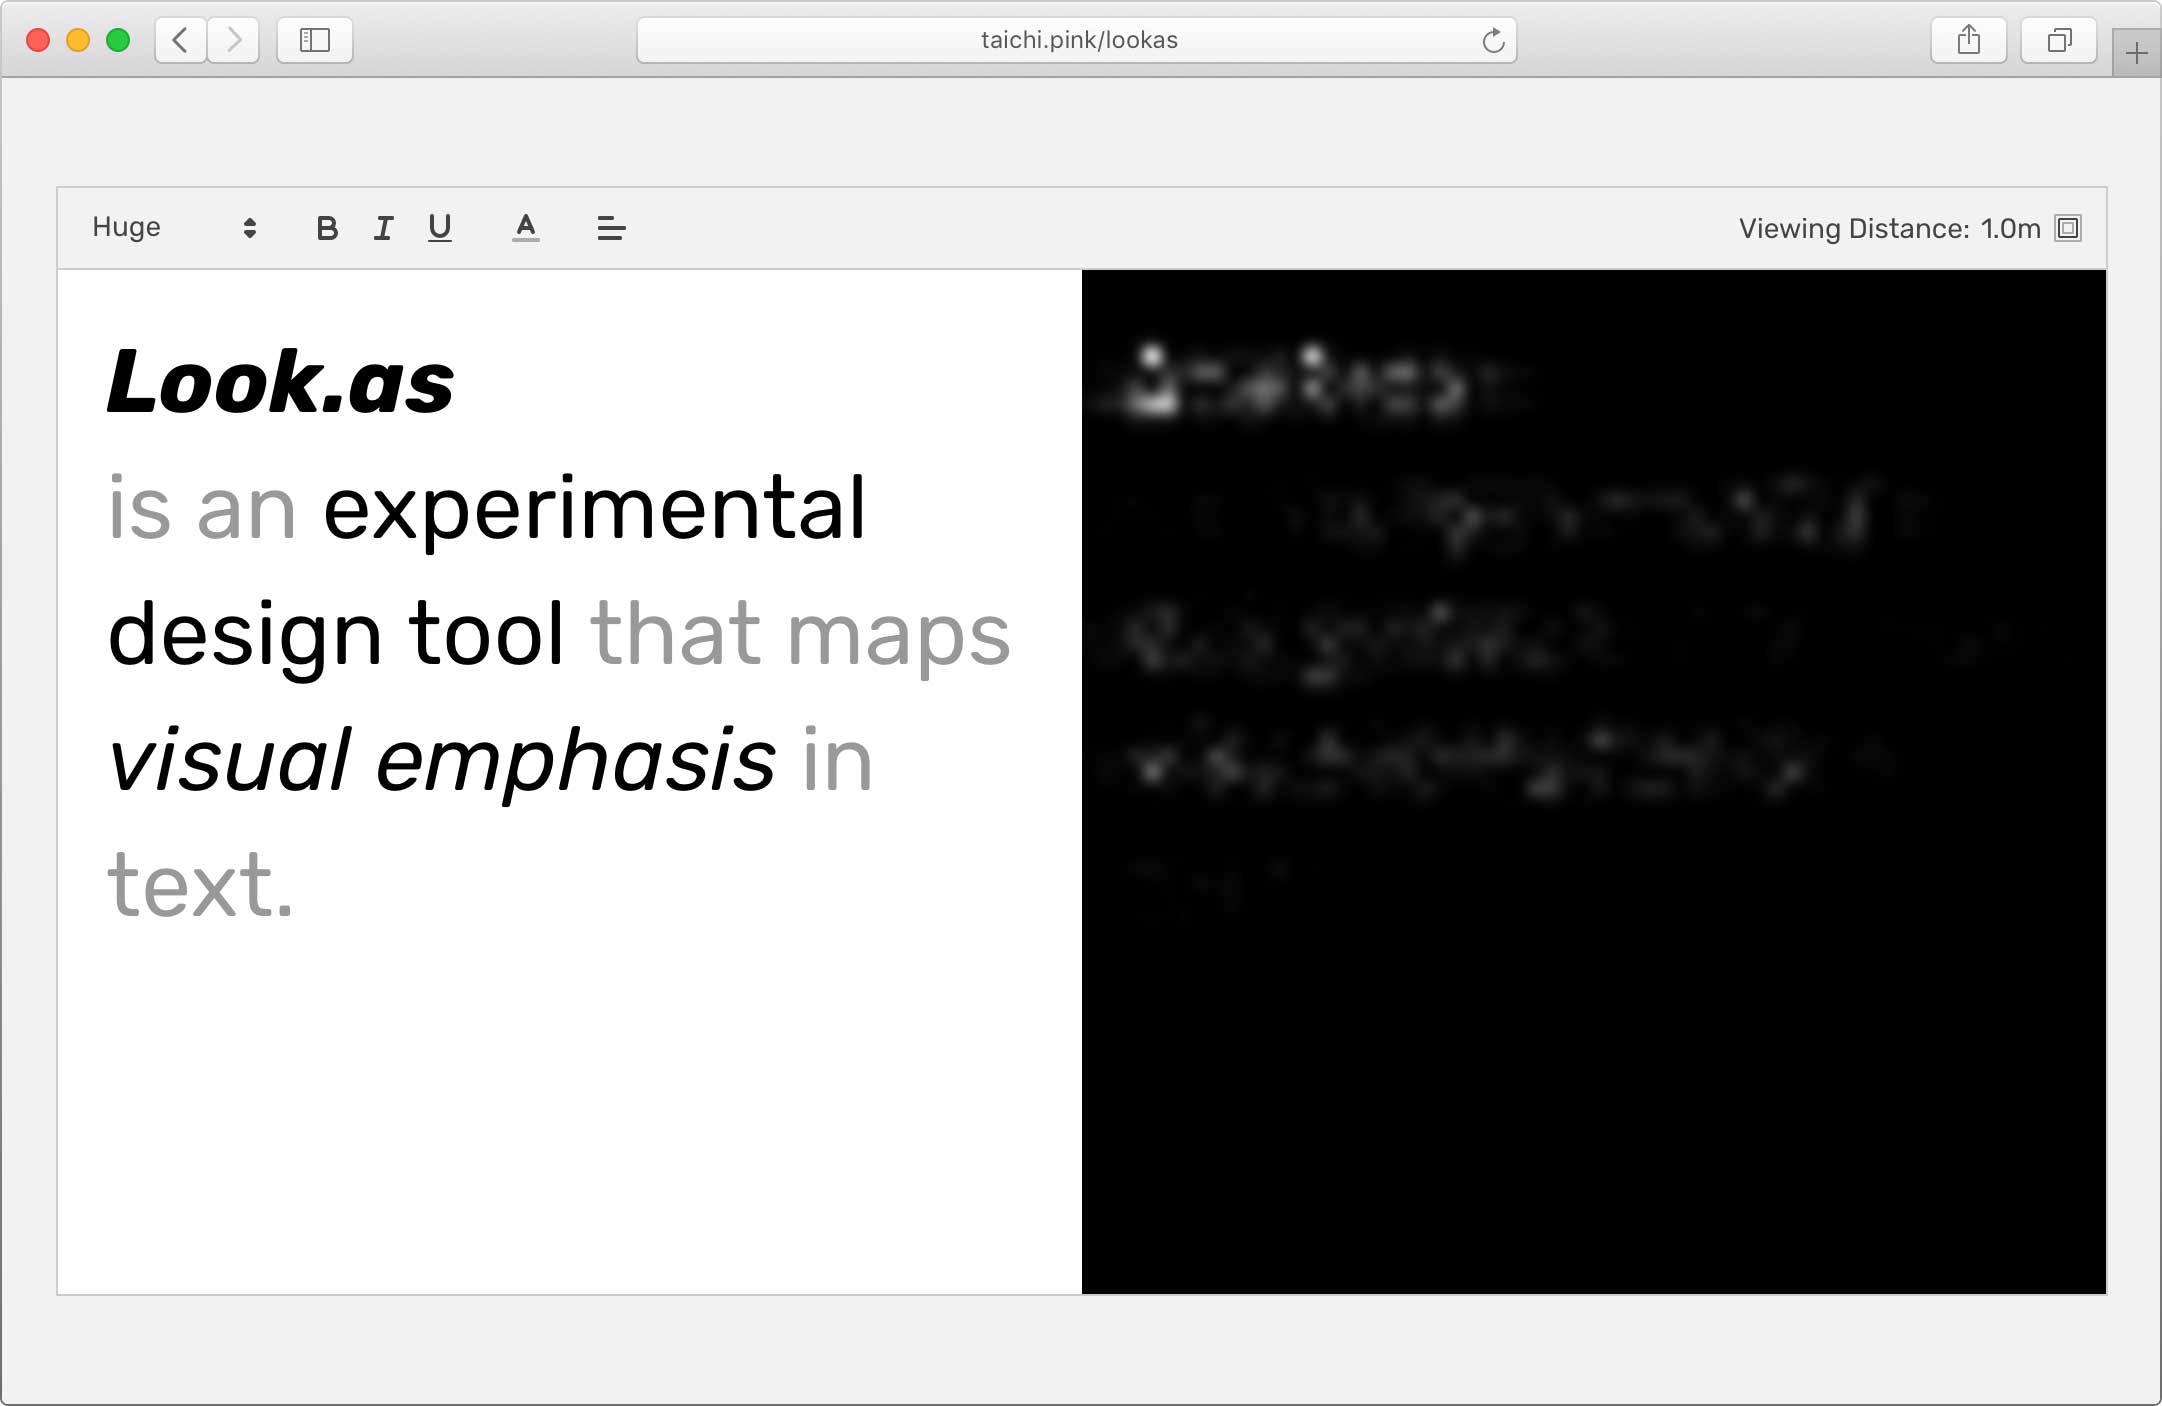 taichi.pink/lookas
Huge B I U A Viewing Distance: 1.0m
Look.as
is an experimental
design tool that maps
visual emphasis in
text.